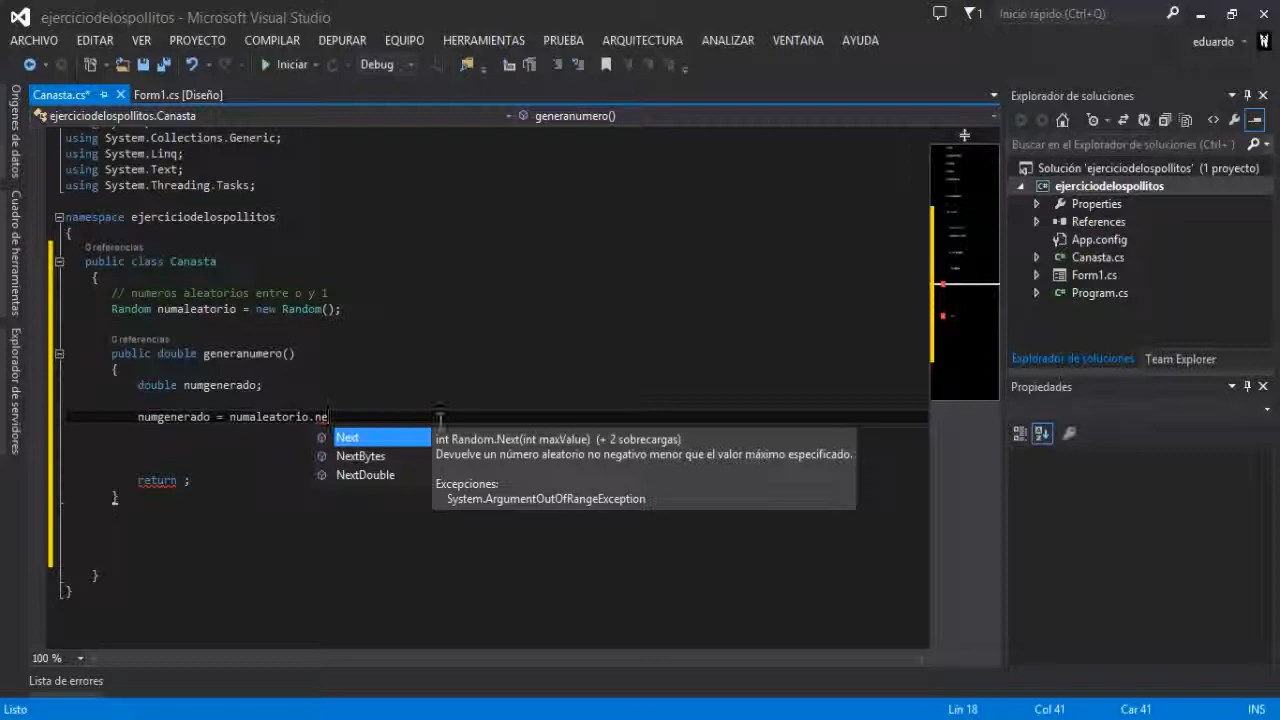 ejerciciodelospollitos - Microsoft Visual Studio
1
Inicio rápido (Ctrl+Q)
ARCHIVO EDITAR VER PROYECTO COMPILAR DEPURAR EQUIPO HERRAMIENTAS PRUEBA ARQUITECTURA ANALIZAR VENTANA AYUDA
eduardo
Iniciar
Debug
Orígenes de datos
Cuadro de herramientas
Explorador de servidores
Canasta.cs*
Form1.cs [Diseño]
ejerciciodelospollitos.Canasta
generanumero()
using System.Collections.Generic;
using System.Linq;
using System.Text;
using System.Threading.Tasks;
namespace ejerciciodelospollitos
{
0 referencias
public class Canasta
{
// numeros aleatorios entre o y 1
Random numaleatorio = new Random();
0 referencias
public double generanumero()
{
double numgenerado;
numgenerado = numaleatorio.ne
Next
NextBytes
NextDouble
int Random.Next(int maxValue) (+ 2 sobrecargas)
Devuelve un número aleatorio no negativo menor que el valor máximo especificado.
Excepciones:
System.ArgumentOutOfRangeException
return ;
}
}
}
100 %
Lista de errores
Explorador de soluciones
Buscar en el Explorador de soluciones (Ctrl+
Solución 'ejerciciodelospollitos' (1 proyecto)
ejerciciodelospollitos
Properties
References
App.config
Canasta.cs
Form1.cs
Program.cs
Explorador de soluciones
Team Explorer
Propiedades
Listo
Lín 18
Col 41
Car 41
INS